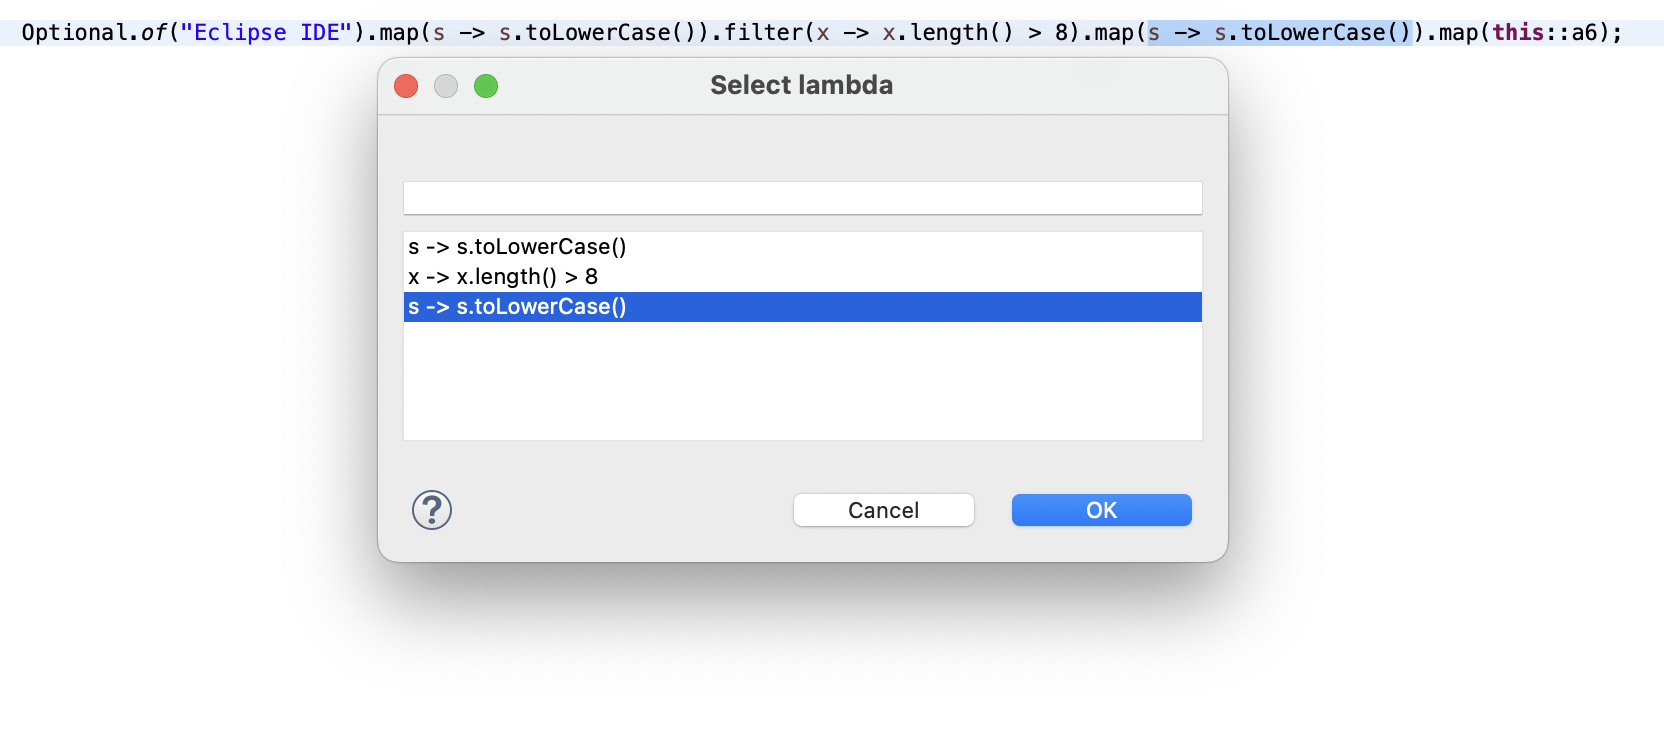 Optional.of("Eclipse IDE").map(s -> s.toLowerCase()).filter(x -> x.length() > 8).map(s -> s.toLowerCase()).map(this::a6);
Select lambda
s -> s.toLowerCase()
x -> x.length() > 8
s -> s.toLowerCase()
?
Cancel
OK